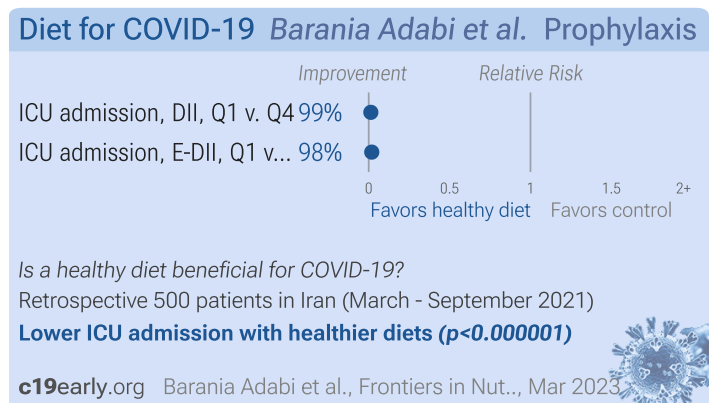 Diet for COVID-19 Barania Adabi et al. Prophylaxis
Improvement Relative Risk
ICU admission, DII, Q1 v. Q4 99%
ICU admission, E-DII, Q1 v... 98%
0 0.5 1 1.5 2+
Favors healthy diet Favors control
Is a healthy diet beneficial for COVID-19?
Retrospective 500 patients in Iran (March - September 2021)
Lower ICU admission with healthier diets (p<0.000001)
c19early.org Barania Adabi et al., Frontiers in Nut.., Mar 2023